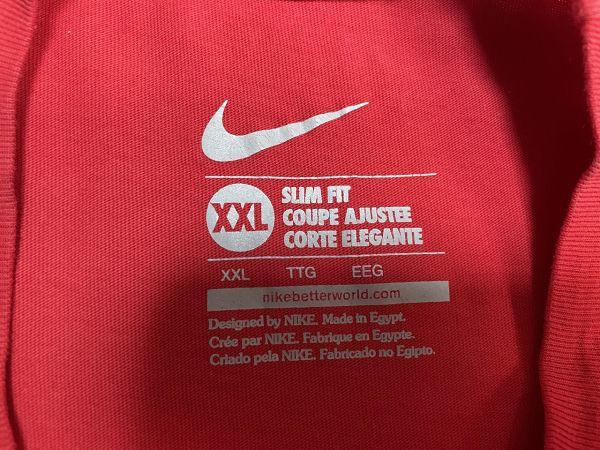 XXL
SLIM FIT
COUPE AJUSTEE
CORTE ELEGANTE
XXL TTG EEG
nikebetterworld.com
Designed by NIKE. Made in Egypt.
Crée par NIKE. Fabrique en Egypte.
Criado pela NIKE. Fabricado no Egipto.